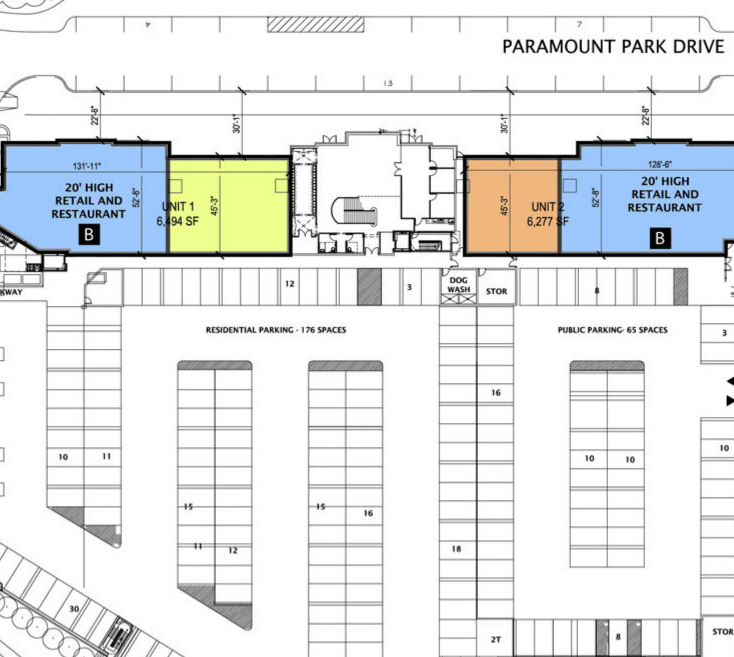 7
4
PARAMOUNT PARK DRIVE
13
22'-8"
30'-1"
30'-1"
22'-8"
131'-11"
20' HIGH
RETAIL AND
RESTAURANT
B
52'-8"
UNIT 1
6,494 SF
45'-3"
45'-3"
UNIT 2
6,277 SF
52'-8"
128'-6"
20' HIGH
RETAIL AND
RESTAURANT
B
KWAY
12
3
DOG
WASH
STOR
8
RESIDENTIAL PARKING - 176 SPACES
PUBLIC PARKING- 65 SPACES
3
16
10
11
10
10
10
15
15
16
11
12
18
30
2T
8
STOR